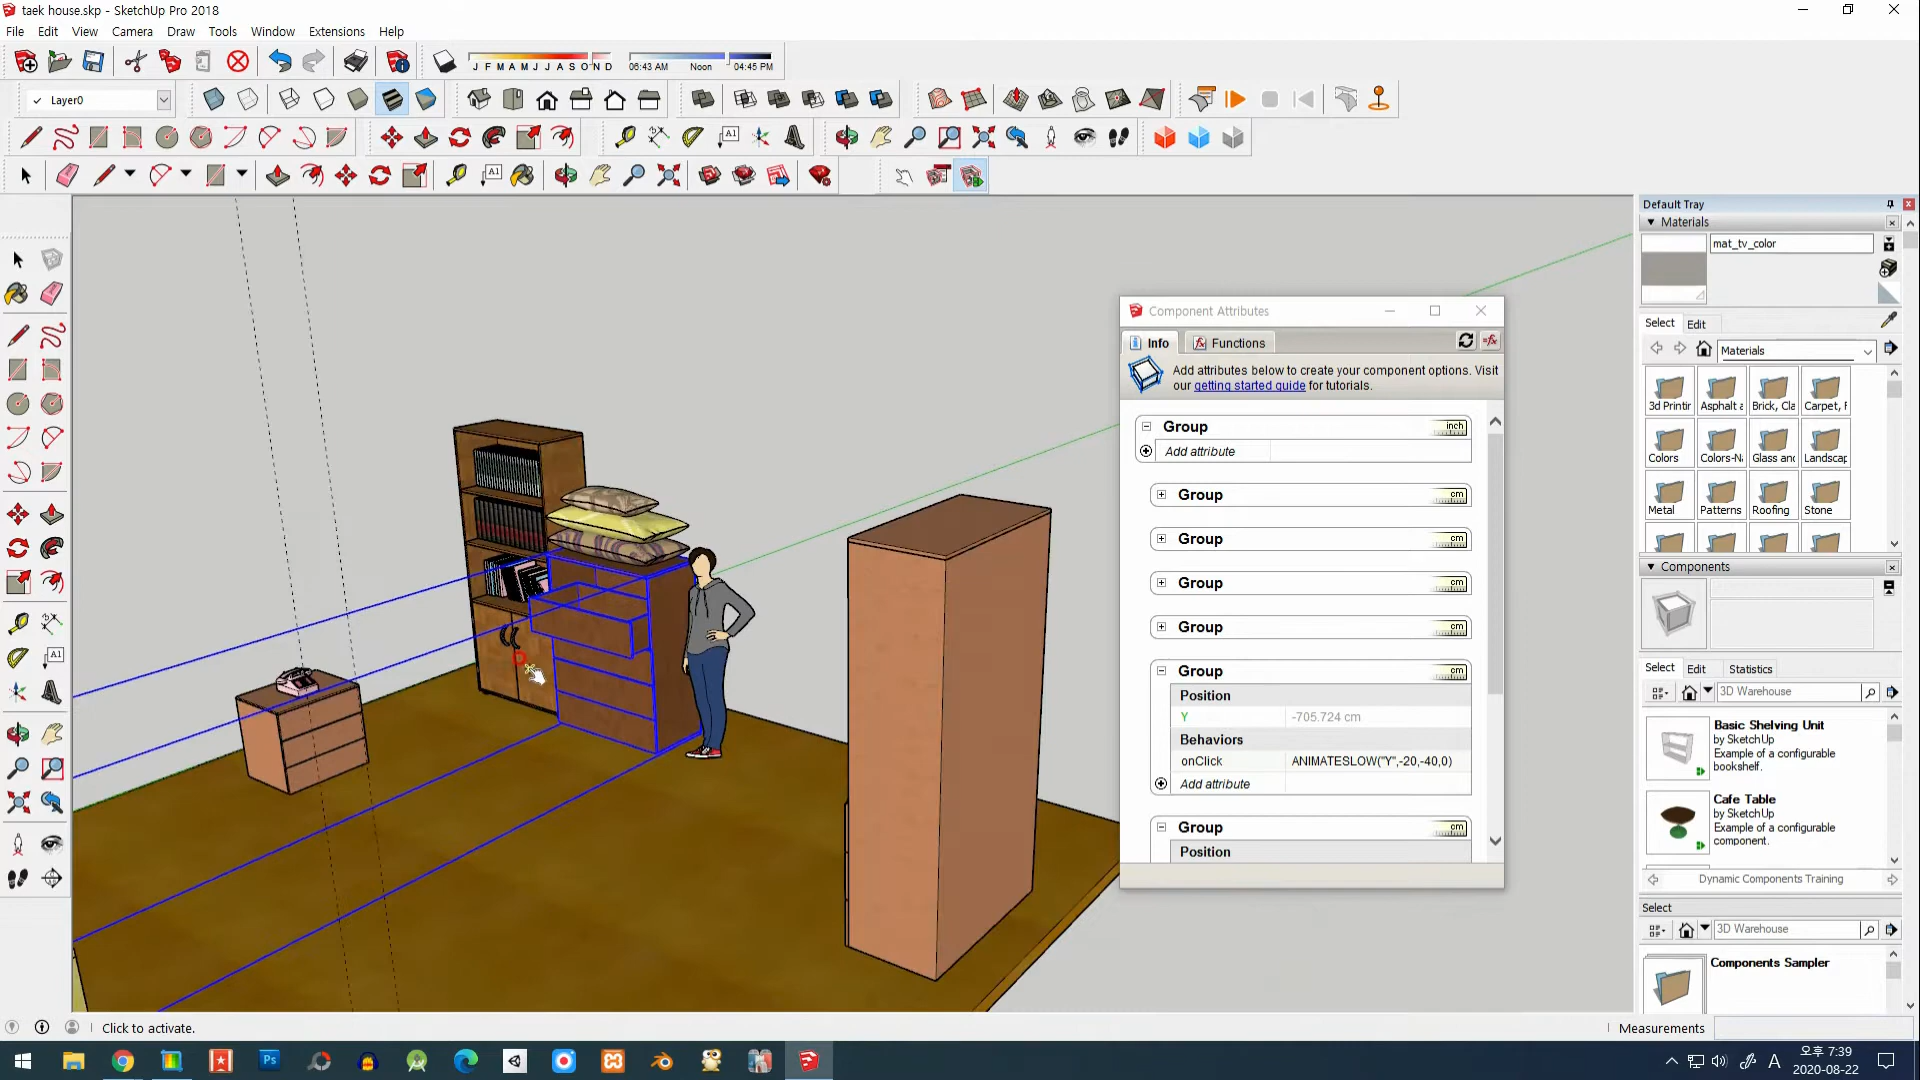 taek house.skp - SketchUp Pro 2018
File Edit View Camera Draw Tools Window Extensions Help
J F M A M J J A S O N D
06:43 AM Noon 04:45 PM
Layer0
Default Tray
Materials
mat_tv_color
Select Edit
Materials
3d Printir Asphalt a Brick, Cla Carpet, F
Colors Colors-N Glass and Landscap
Metal Patterns Roofing Stone
Components
Select Edit Statistics
3D Warehouse
Basic Shelving Unit
by SketchUp
Example of a configurable
bookshelf.
Cafe Table
by SketchUp
Example of a configurable
component.
Dynamic Components Training
Select
3D Warehouse
Components Sampler
Component Attributes
Info Functions
Add attributes below to create your component options. Visit
our getting started guide for tutorials.
Group inch
Add attribute
Group cm
Group cm
Group cm
Group cm
Group cm
Position
Y -705.724 cm
Behaviors
onClick ANIMATESLOW("Y",-20,-40,0)
Add attribute
Group cm
Position
Click to activate.
Measurements
Ps
A
오후 7:39
2020-08-22